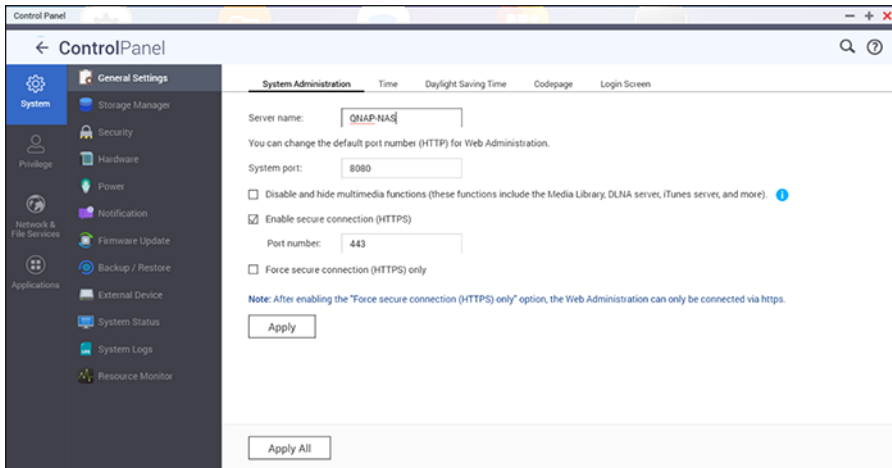 Control Panel
ControlPanel
System
Privilege
Network &
File Services
Applications
General Settings
Storage Manager
Security
Hardware
Power
Notification
Firmware Update
Backup / Restore
External Device
System Status
System Logs
Resource Monitor
System Administration Time Daylight Saving Time Codepage Login Screen
Server name: QNAP-NAS
You can change the default port number (HTTP) for Web Administration.
System port: 8080
Disable and hide multimedia functions (these functions include the Media Library, DLNA server, iTunes server, and more).
Enable secure connection (HTTPS)
Port number: 443
Force secure connection (HTTPS) only
Note: After enabling the "Force secure connection (HTTPS) only" option, the Web Administration can only be connected via https.
Apply
Apply All